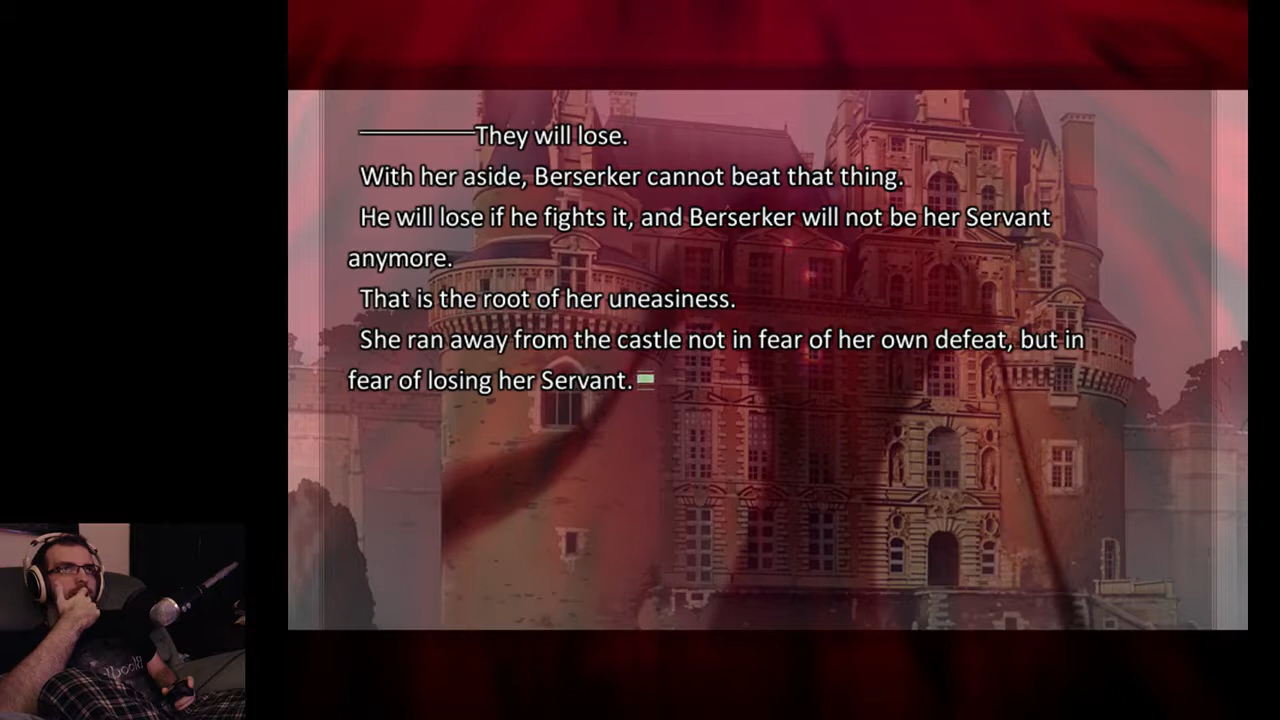 ————They will lose.
With her aside, Berserker cannot beat that thing.
He will lose if he fights it, and Berserker will not be her Servant
anymore.
That is the root of her uneasiness.
She ran away from the castle not in fear of her own defeat, but in
fear of losing her Servant.